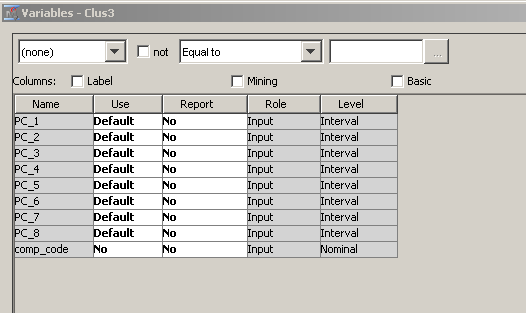 Variables - Clus3
(none) not Equal to ...
Columns: Label Mining Basic
Name Use Report Role Level
PC_1 Default No Input Interval
PC_2 Default No Input Interval
PC_3 Default No Input Interval
PC_4 Default No Input Interval
PC_5 Default No Input Interval
PC_6 Default No Input Interval
PC_7 Default No Input Interval
PC_8 Default No Input Interval
comp_code No No Input Nominal